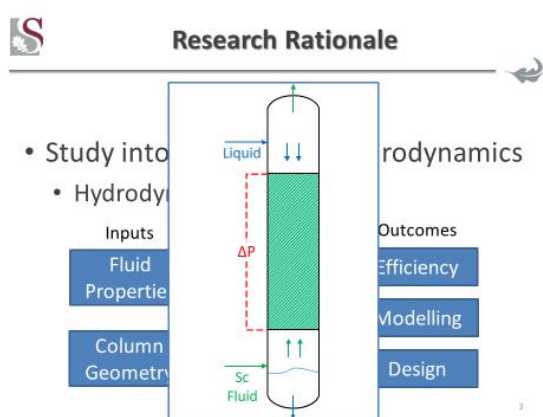 S
Research Rationale
• Study into rodynamics
• Hydrody
Inputs
Outcomes
Fluid
Propertie
Column
Geometry
Efficiency
Modelling
Design
Liquid
ΔP
Sc
Fluid
3